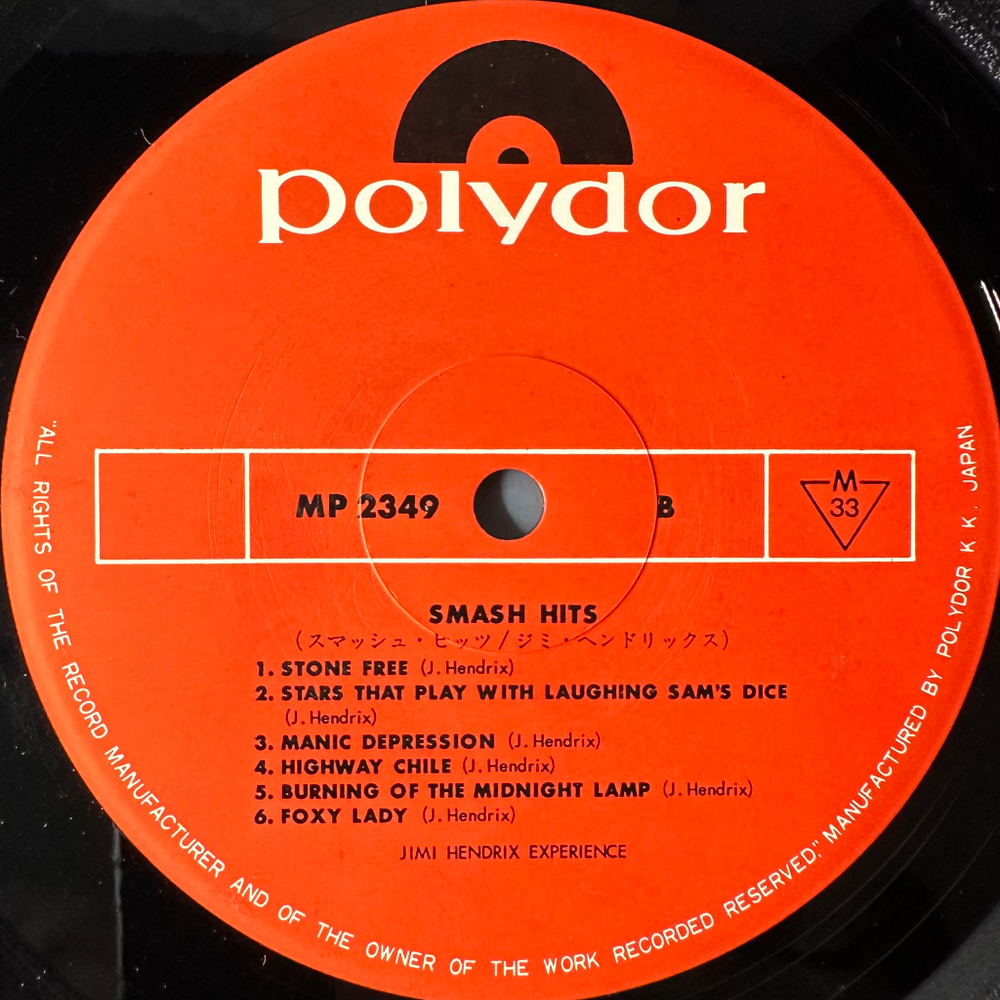 polydor
MP 2349
B
M
33
SMASH HITS
(スマッシュ・ヒッツ/ジミ・ヘンドリックス)
1. STONE FREE (J. Hendrix)
2. STARS THAT PLAY WITH LAUGHING SAM'S DICE
(J. Hendrix)
3. MANIC DEPRESSION (J. Hendrix)
4. HIGHWAY CHILE (J. Hendrix)
5. BURNING OF THE MIDNIGHT LAMP (J. Hendrix)
6. FOXY LADY (J. Hendrix)
JIMI HENDRIX EXPERIENCE
"ALL RIGHTS OF THE RECORD MANUFACTURER AND OF THE OWNER OF THE WORK RECORDED RESERVED." MANUFACTURED BY POLYDOR K. K. JAPAN